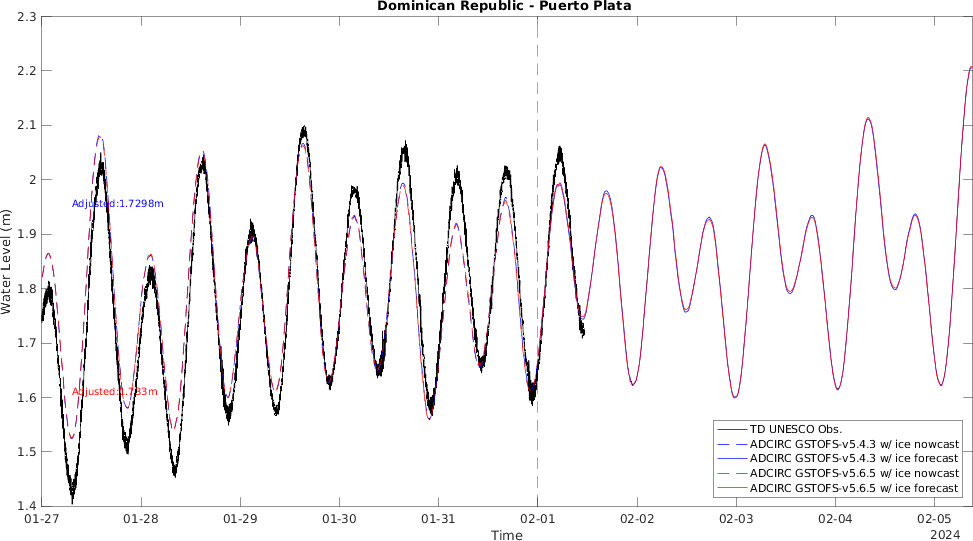 Dominican Republic - Puerto Plata
2.3
2.2
2.1
2
1.9
1.8
1.7
1.6
1.5
1.4
Water Level (m)
Adjusted:1.7298m
Adjusted:1.733m
TD UNESCO Obs.
ADCIRC GSTOFS-v5.4.3 w/ ice nowcast
ADCIRC GSTOFS-v5.4.3 w/ ice forecast
ADCIRC GSTOFS-v5.6.5 w/ ice nowcast
ADCIRC GSTOFS-v5.6.5 w/ ice forecast
01-27 01-28 01-29 01-30 01-31 02-01 02-02 02-03 02-04 02-05
2024
Time